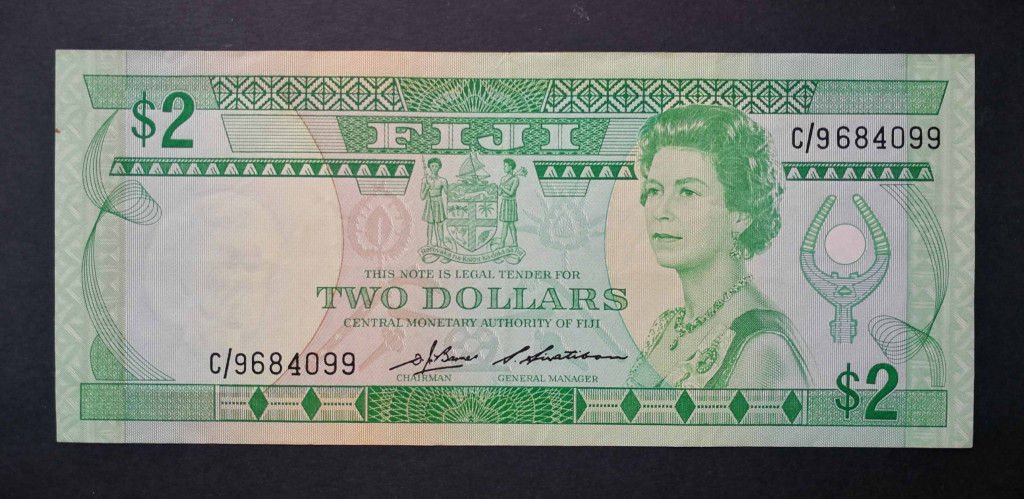 $2
FIJI
C/9684099
THIS NOTE IS LEGAL TENDER FOR
TWO DOLLARS
CENTRAL MONETARY AUTHORITY OF FIJI
C/9684099
CHAIRMAN
GENERAL MANAGER
$2